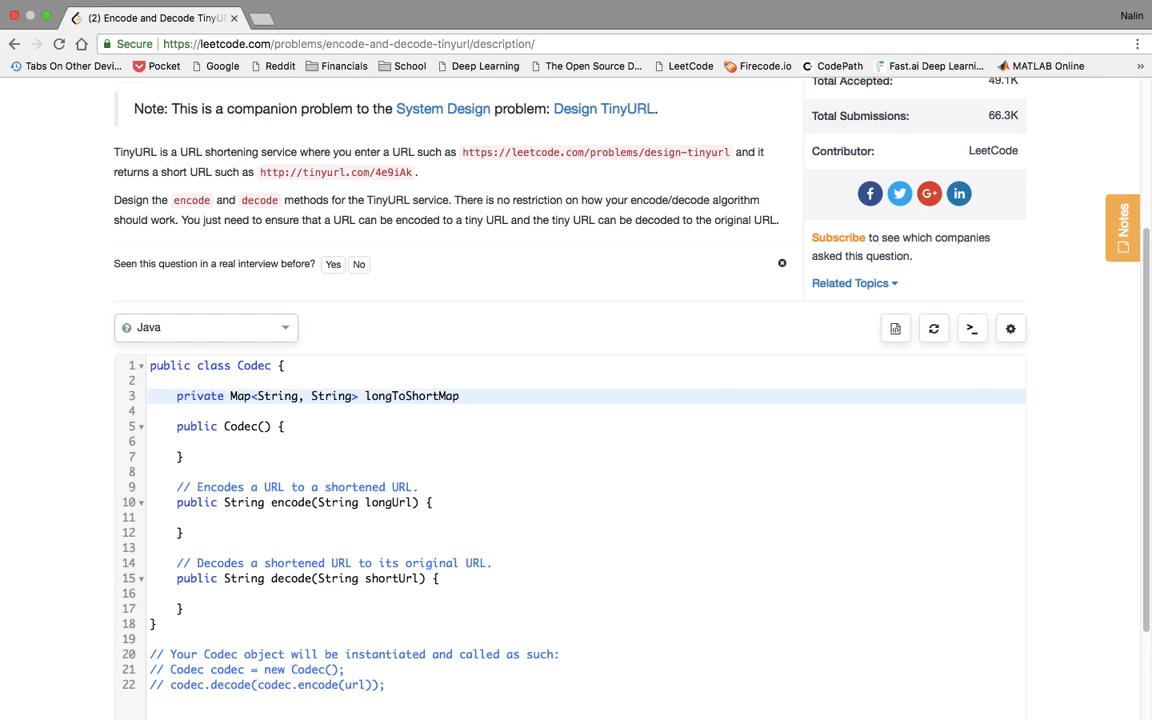 (2) Encode and Decode TinyU
Nalin
Secure
https://leetcode.com/problems/encode-and-decode-tinyurl/description/
Tabs On Other Devi...
Pocket
Google
Reddit
Financials
School
Deep Learning
The Open Source D...
LeetCode
Firecode.io
CodePath
Fast.ai Deep Learni...
MATLAB Online
»
Note: This is a companion problem to the System Design problem: Design TinyURL.
TinyURL is a URL shortening service where you enter a URL such as https://leetcode.com/problems/design-tinyurl and it
returns a short URL such as http://tinyurl.com/4e9iAk.
Design the encode and decode methods for the TinyURL service. There is no restriction on how your encode/decode algorithm
should work. You just need to ensure that a URL can be encoded to a tiny URL and the tiny URL can be decoded to the original URL.
Seen this question in a real interview before? Yes No
Total Accepted: 49.1K
Total Submissions: 66.3K
Contributor: LeetCode
f G+ in
Subscribe to see which companies
asked this question.
Related Topics
Notes
? Java
>_
1 public class Codec {
2
3 private Map<String, String> longToShortMap
4
5 public Codec() {
6
7 }
8
9 // Encodes a URL to a shortened URL.
10 public String encode(String longUrl) {
11
12 }
13
14 // Decodes a shortened URL to its original URL.
15 public String decode(String shortUrl) {
16
17 }
18 }
19
20 // Your Codec object will be instantiated and called as such:
21 // Codec codec = new Codec();
22 // codec.decode(codec.encode(url));